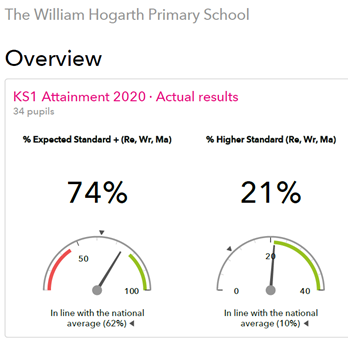 The William Hogarth Primary School
Overview
KS1 Attainment 2020 · Actual results
34 pupils
% Expected Standard + (Re, Wr, Ma)
% Higher Standard (Re, Wr, Ma)
74%
21%
50
100
20
0
40
In line with the national
average (62%) ◀
In line with the national
average (10%) ◀